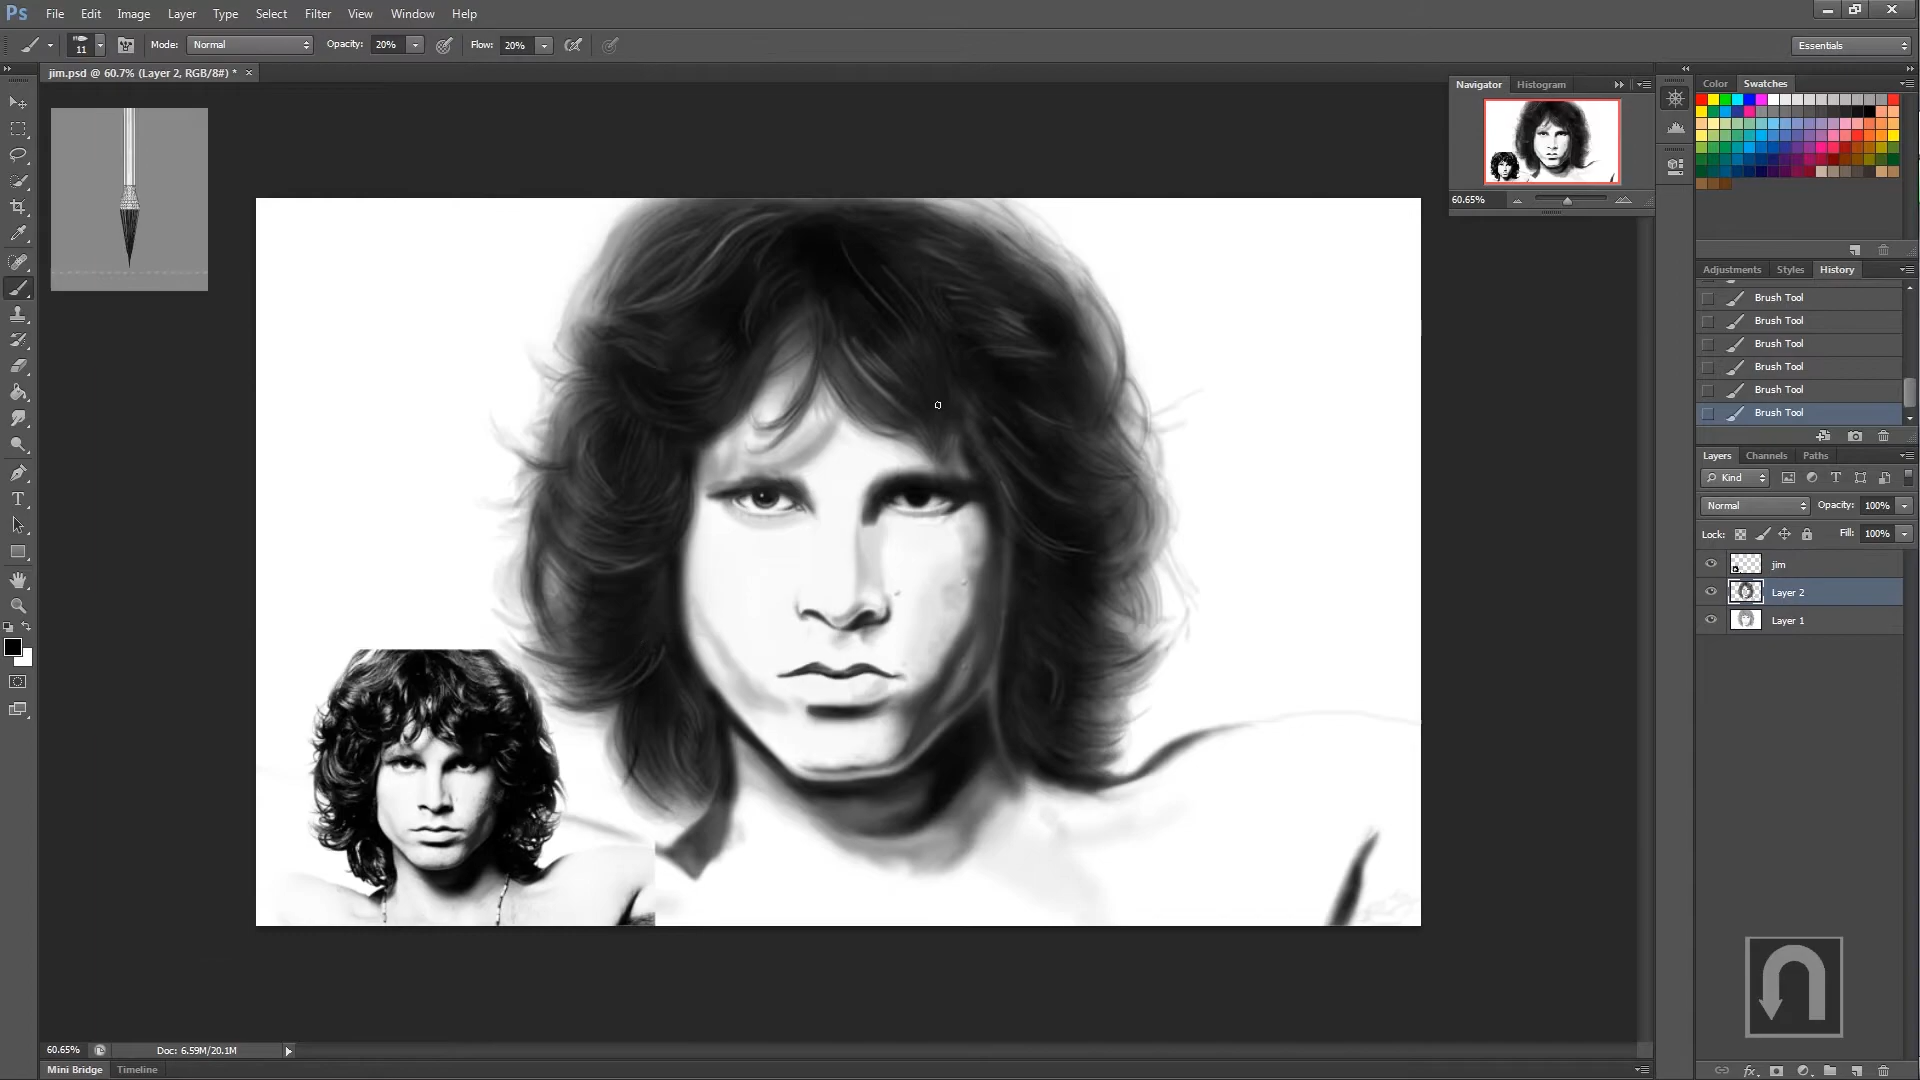 Ps File Edit Image Layer Type Select Filter View Window Help
11 Mode: Normal Opacity: 20% Flow: 20% Essentials
jim.psd @ 60.7% (Layer 2, RGB/8#) * ×
Navigator Histogram
60.65%
Color Swatches
Adjustments Styles History
Brush Tool
Brush Tool
Brush Tool
Brush Tool
Brush Tool
Brush Tool
Layers Channels Paths
Kind
Normal Opacity: 100%
Lock: Fill: 100%
jim
Layer 2
Layer 1
60.65% Doc: 6.59M/20.1M
Mini Bridge Timeline